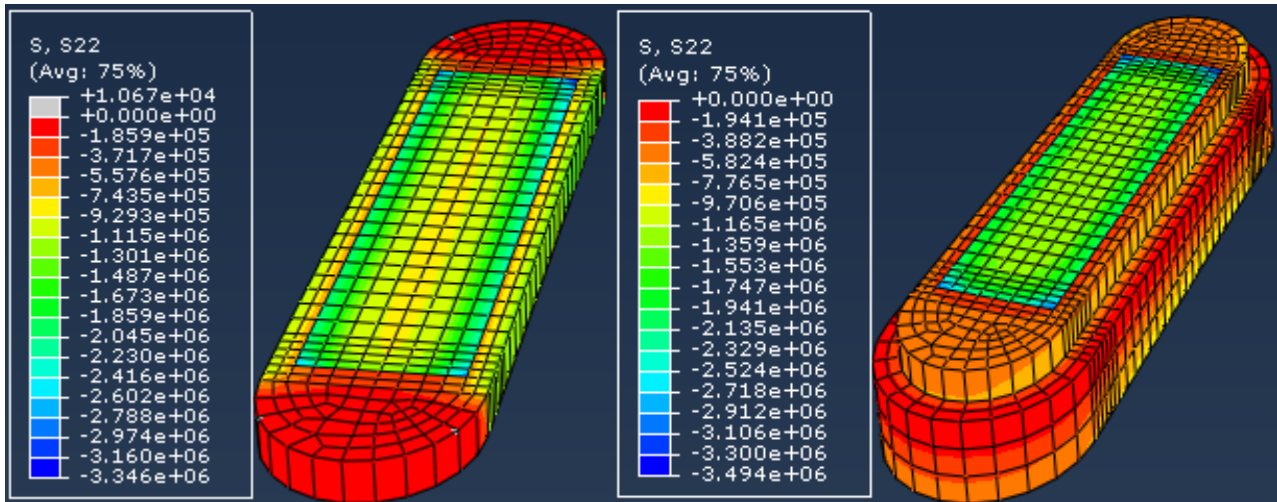 S, S22
(Avg: 75%)
+1.067e+04
+0.000e+00
-1.859e+05
-3.717e+05
-5.576e+05
-7.435e+05
-9.293e+05
-1.115e+06
-1.301e+06
-1.487e+06
-1.673e+06
-1.859e+06
-2.045e+06
-2.230e+06
-2.416e+06
-2.602e+06
-2.788e+06
-2.974e+06
-3.160e+06
-3.346e+06
S, S22
(Avg: 75%)
+0.000e+00
-1.941e+05
-3.882e+05
-5.824e+05
-7.765e+05
-9.706e+05
-1.165e+06
-1.359e+06
-1.553e+06
-1.747e+06
-1.941e+06
-2.135e+06
-2.329e+06
-2.524e+06
-2.718e+06
-2.912e+06
-3.106e+06
-3.300e+06
-3.494e+06